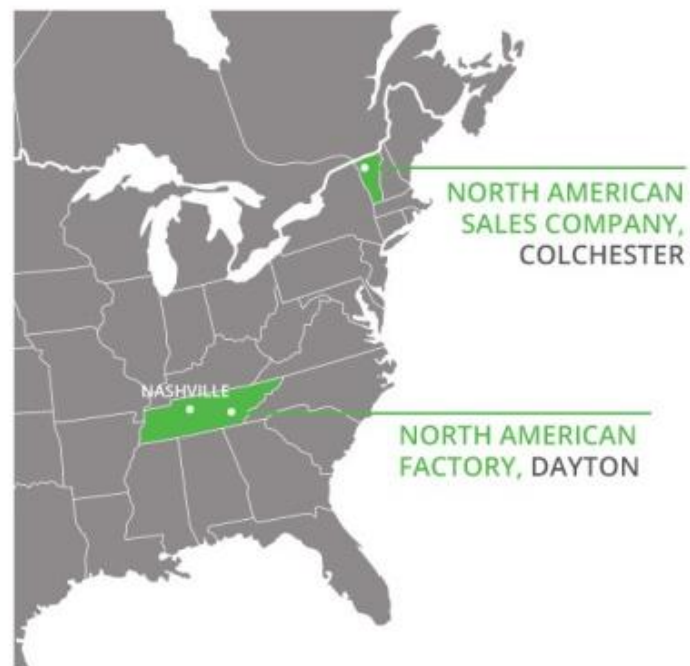 NORTH AMERICAN
SALES COMPANY,
COLCHESTER
NASHVILLE
NORTH AMERICAN
FACTORY, DAYTON